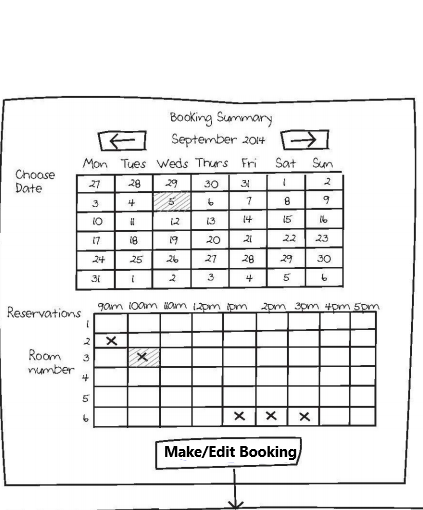 Booking Summary
September 2014
Mon Tues Weds Thurs Fri Sat Sun
Choose
Date
27 28 29 30 31 1 2
3 4 5 6 7 8 9
10 11 12 13 14 15 16
17 18 19 20 21 22 23
24 25 26 27 28 29 30
31 1 2 3 4 5 6
Reservations
9am 10am 11am 12pm 1pm 2pm 3pm 4pm 5pm
1
2 X
Room
number
3 X
4
5
6 X X X
Make/Edit Booking